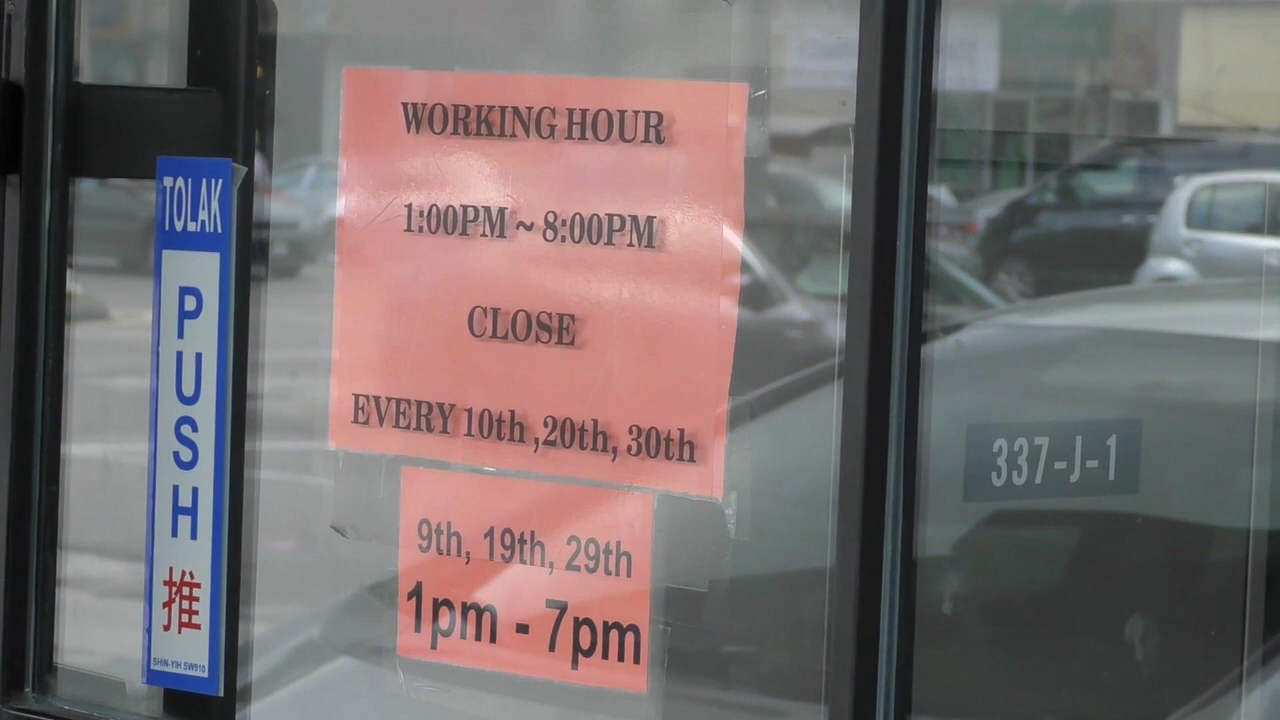 TOLAK
PUSH
推
SHIN-YIH SW910
WORKING HOUR
1:00PM ~ 8:00PM
CLOSE
EVERY 10th ,20th, 30th
9th, 19th, 29th
1pm - 7pm
337-J-1